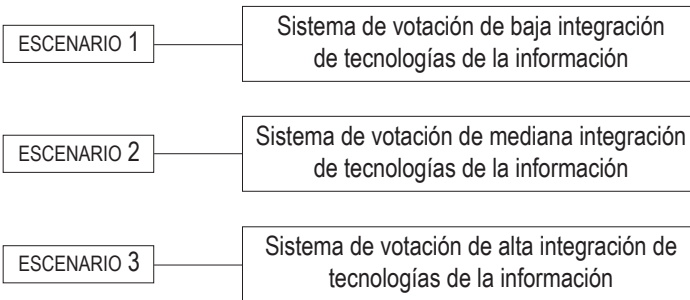 ESCENARIO 1
Sistema de votación de baja integración
de tecnologías de la información
ESCENARIO 2
Sistema de votación de mediana integración
de tecnologías de la información
ESCENARIO 3
Sistema de votación de alta integración de
tecnologías de la información